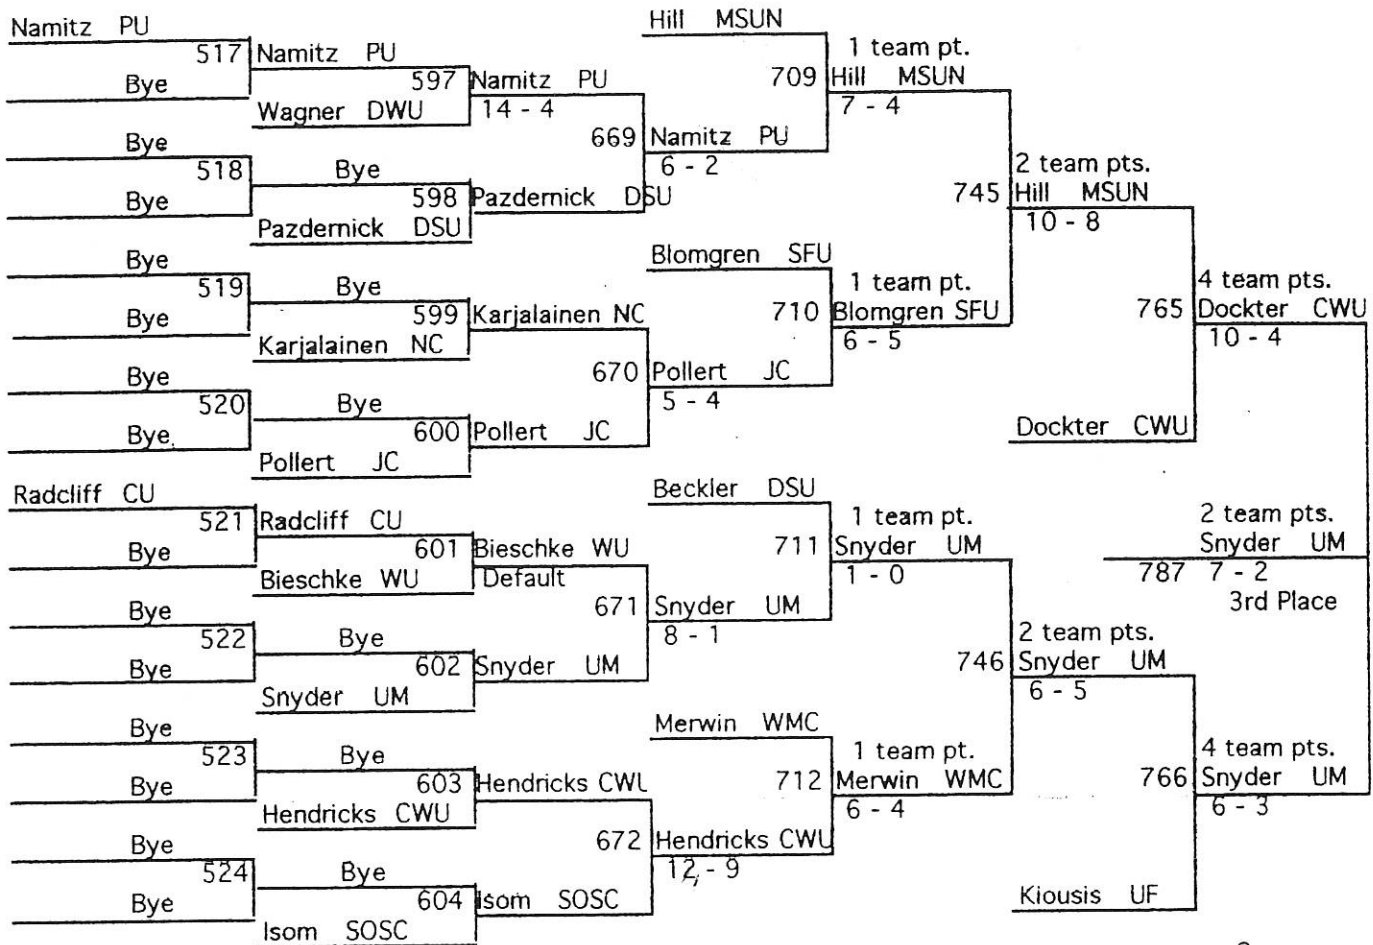 Namitz PU
517
Bye
Bye
518
Bye
Bye
519
Bye
Bye
520
Bye
Radcliff CU
521
Bye
Bye
522
Bye
Bye
523
Bye
Bye
524
Bye
Namitz PU
597
Wagner DWU
Bye
598
Pazdernick DSU
Bye
599
Karjalainen NC
Bye
600
Pollert JC
Radcliff CU
601
Bieschke WU
Bye
602
Snyder UM
Bye
603
Hendricks CWU
Bye
604
Isom SOSC
Namitz PU
14 - 4
669
Pazdernick DSU
Karjalainen NC
670
Pollert JC
Bieschke WU
Default
671
Snyder UM
Hendricks CWU
672
Isom SOSC
Hill MSUN
709
Namitz PU
6 - 2
Blomgren SFU
710
Pollert JC
5 - 4
Beckler DSU
711
Snyder UM
8 - 1
Merwin WMC
712
Hendricks CWU
12 - 9
1 team pt.
Hill MSUN
7 - 4
745
1 team pt.
Blomgren SFU
6 - 5
1 team pt.
Snyder UM
1 - 0
746
1 team pt.
Merwin WMC
6 - 4
2 team pts.
Hill MSUN
10 - 8
765
Dockter CWU
2 team pts.
Snyder UM
6 - 5
766
Kiousis UF
4 team pts.
Dockter CWU
10 - 4
2 team pts.
Snyder UM
787 7 - 2
3rd Place
4 team pts.
Snyder UM
6 - 3